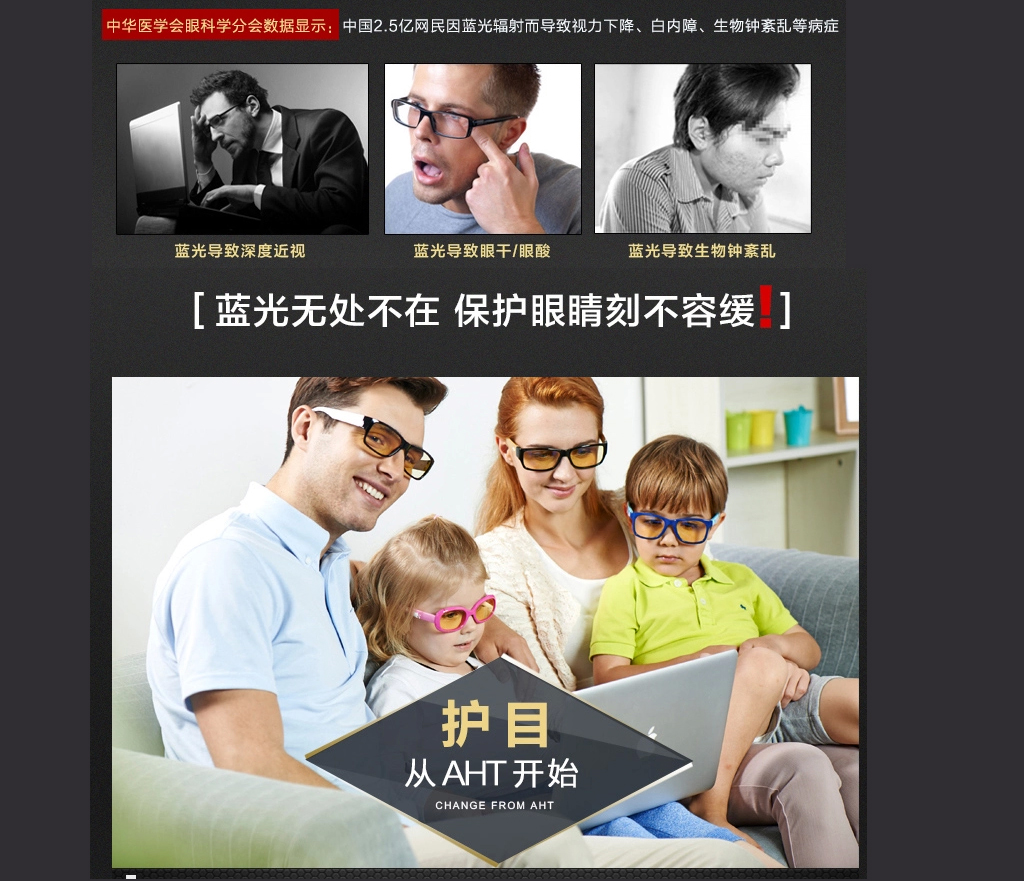 中华医学会眼科学分会数据显示：中国2.5亿网民因蓝光辐射而导致视力下降、白内障、生物钟紊乱等病症
蓝光导致深度近视
蓝光导致眼干/眼酸
蓝光导致生物钟紊乱
[ 蓝光无处不在 保护眼睛刻不容缓! ]
护目
从AHT开始
CHANGE FROM AHT